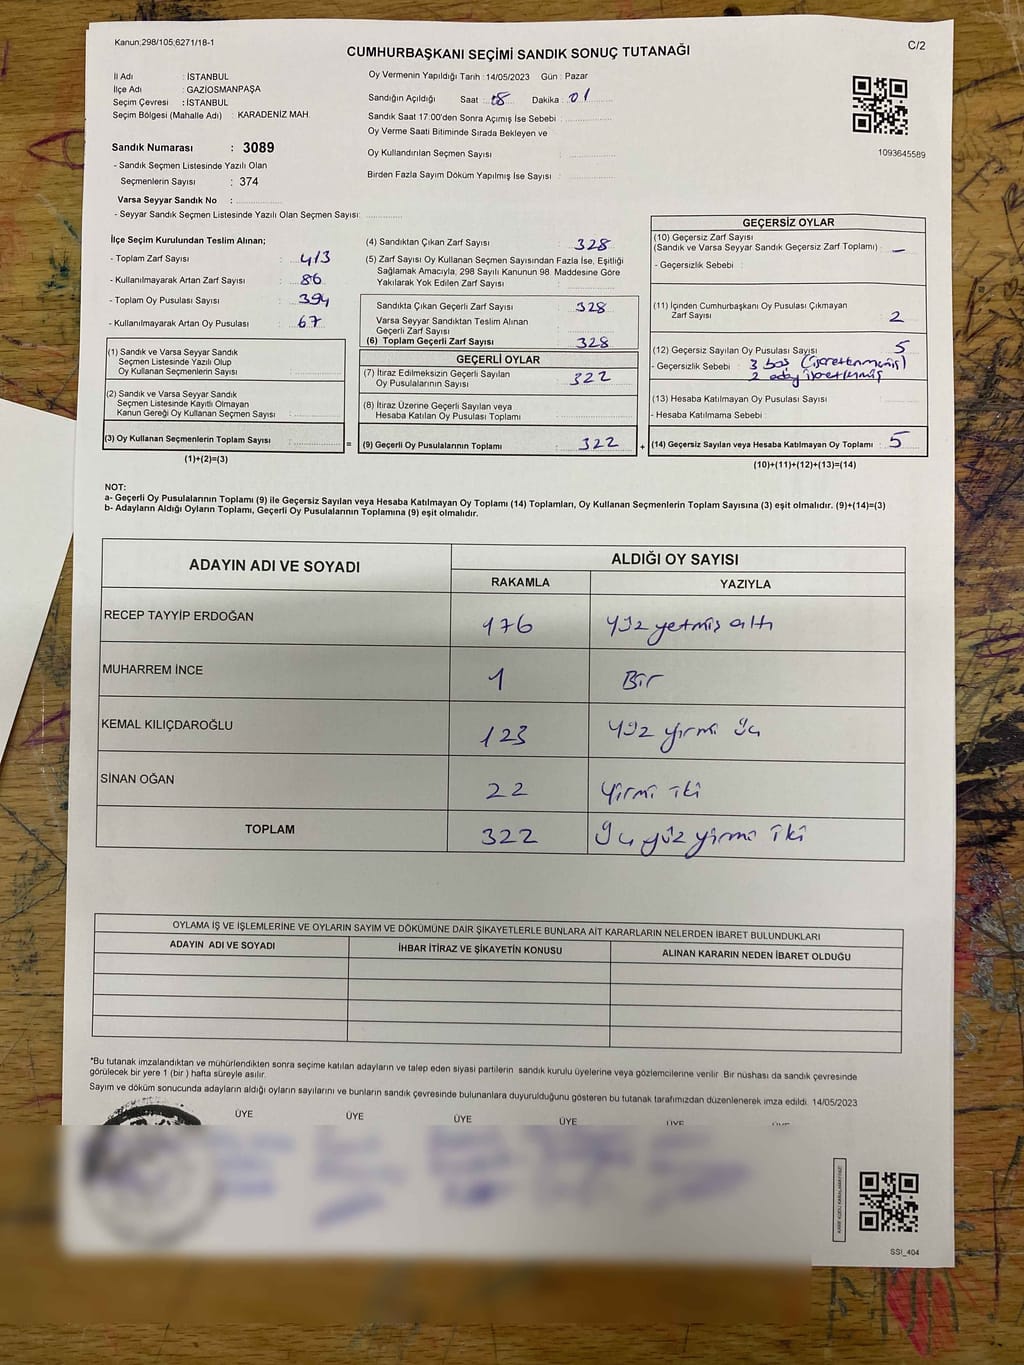 Kanun:298/105;6271/18-1
CUMHURBAŞKANI SEÇİMİ SANDIK SONUÇ TUTANAĞI
C/2
İl Adı : İSTANBUL
İlçe Adı : GAZİOSMANPAŞA
Seçim Çevresi : İSTANBUL
Seçim Bölgesi (Mahalle Adı) : KARADENİZ MAH.
Sandık Numarası : 3089
- Sandık Seçmen Listesinde Yazılı Olan
Seçmenlerin Sayısı : 374
Varsa Seyyar Sandık No :
- Seyyar Sandık Listesinde Yazılı Olan Seçmen Sayısı:
Oy Vermenin Yapıldığı Tarih :14/05/2023 Gün : Pazar
Sandığın Açıldığı Saat : 18 Dakika : 01
Sandık Saat 17:00'den Sonra Açımış İse Sebebi :
Oy Verme Saati Bitiminde Sırada Bekleyen ve
Oy Kullandırılan Seçmen Sayısı :
Birden Fazla Sayım Döküm Yapılmış İse Sayısı :
1093645589
İlçe Seçim Kurulundan Teslim Alınan;
- Toplam Zarf Sayısı : 413
- Kullanılmayarak Artan Zarf Sayısı : 86
- Toplam Oy Pusulası Sayısı : 394
- Kullanılmayarak Artan Oy Pusulası : 67
(1) Sandık ve Varsa Seyyar Sandık
Seçmen Listesinde Yazılı Olup
Oy Kullanan Seçmenlerin Sayısı :
(2) Sandık ve Varsa Seyyar Sandık
Seçmen Listesinde Kayıtlı Olmayan
Kanun Gereği Oy Kullanan Seçmen Sayısı :
(3) Oy Kullanan Seçmenlerin Toplam Sayısı :
(1)+(2)=(3)
(4) Sandıktan Çıkan Zarf Sayısı : 328
(5) Zarf Sayısı Oy Kullanan Seçmen Sayısından Fazla İse, Eşitliği
Sağlamak Amacıyla, 298 Sayılı Kanunun 98. Maddesine Göre
Yakılarak Yok Edilen Zarf Sayısı :
Sandıkta Çıkan Geçerli Zarf Sayısı : 328
Varsa Seyyar Sandıktan Teslim Alınan
Geçerli Zarf Sayısı :
(6) Toplam Geçerli Zarf Sayısı : 328
GEÇERLİ OYLAR
(7) İtiraz Edilmeksizin Geçerli Sayılan
Oy Pusulalarının Sayısı : 322
(8) İtiraz Üzerine Geçerli Sayılan veya
Hesaba Katılan Oy Pusulası Toplamı :
= (9) Geçerli Oy Pusulalarının Toplamı : 322 +
GEÇERSİZ OYLAR
(10) Geçersiz Zarf Sayısı
(Sandık ve Varsa Seyyar Sandık Geçersiz Zarf Toplamı) : -
- Geçersizlik Sebebi :
(11) İçinden Cumhurbaşkanı Oy Pusulası Çıkmayan
Zarf Sayısı : 2
(12) Geçersiz Sayılan Oy Pusulası Sayısı : 5
- Geçersizlik Sebebi : 3 boş (işaretlenmemiş)
2 aday işretlenmiş
(13) Hesaba Katılmayan Oy Pusulası Sayısı :
- Hesaba Katılmama Sebebi :
(14) Geçersiz Sayılan veya Hesaba Katılmayan Oy Toplamı : 5
(10)+(11)+(12)+(13)=(14)
NOT:
a- Geçerli Oy Pusulalarının Toplamı (9) ile Geçersiz Sayılan veya Hesaba Katılmayan Oy Toplamı (14) Toplamları, Oy Kullanan Seçmenlerin Toplam Sayısına (3) eşit olmalıdır. (9)+(14)=(3)
b- Adayların Aldığı Oyların Toplamı, Geçerli Oy Pusulalarının Toplamına (9) eşit olmalıdır.
ADAYIN ADI VE SOYADI
ALDIĞI OY SAYISI
RAKAMLA YAZIYLA
RECEP TAYYİP ERDOĞAN 176 Yüz yetmiş altı
MUHARREM İNCE 1 Bir
KEMAL KILIÇDAROĞLU 123 Yüz yirmi üç
SİNAN OĞAN 22 Yirmi iki
TOPLAM 322 Üç yüz yirmi iki
OYLAMA İŞ VE İŞLEMLERİNE VE OYLARIN SAYIM VE DÖKÜMÜNE DAİR ŞİKAYETLERLE BUNLARA AİT KARARLARIN NELERDEN İBARET BULUNDUKLARI
ADAYIN ADI VE SOYADI İHBAR İTİRAZ VE ŞİKAYETİN KONUSU ALINAN KARARIN NEDEN İBARET OLDUĞU
*Bu tutanak imzalandıktan ve mühürlendikten sonra seçime katılan adayların ve talep eden siyasi partilerin sandık kurulu üyelerine veya gözlemcilerine verilir .Bir nüshası da sandık çevresinde
görülecek bir yere 1 (bir ) hafta süreyle asılır.
Sayım ve döküm sonucunda adayların aldığı oyların sayılarını ve bunların sandık çevresinde bulunanlara duyurulduğunu gösteren bu tutanak tarafımızdan düzenlenerek imza edildi. 14/05/2023
ÜYE ÜYE ÜYE ÜYE ÜYE ÜYE
SSİ_404